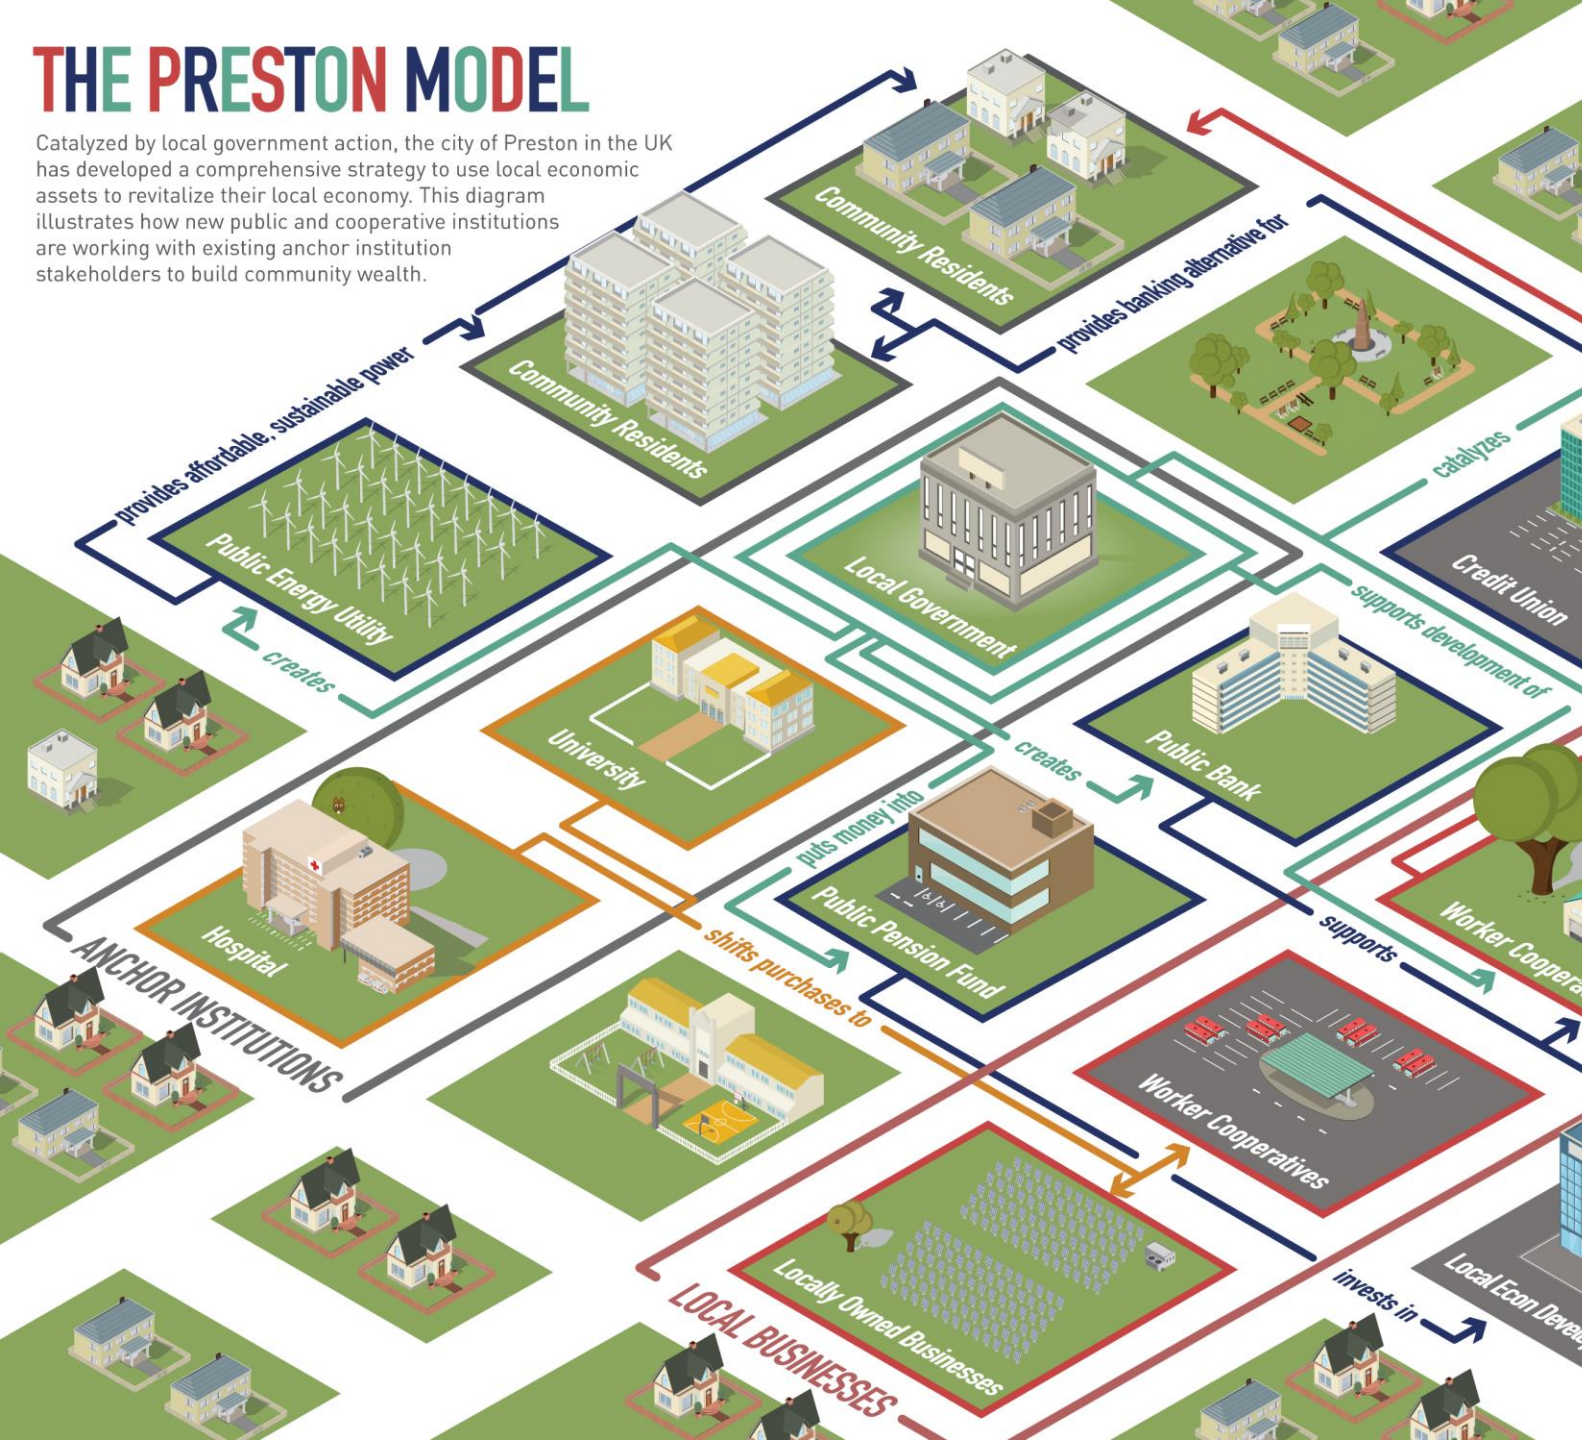 THE PRESTON MODEL
Catalyzed by local government action, the city of Preston in the UK
has developed a comprehensive strategy to use local economic
assets to revitalize their local economy. This diagram
illustrates how new public and cooperative institutions
are working with existing anchor institution
stakeholders to build community wealth.
Community Residents
provides banking alternative for
Community Residents
provides affordable, sustainable power
catalyzes
Public Energy Utility
Local Government
Credit Union
supports development of
creates
University
Public Bank
creates
puts money into
Hospital
Public Pension Fund
Worker Coopera
supports
shifts purchases to
ANCHOR INSTITUTIONS
Worker Cooperatives
Local Econ Develo
Locally Owned Businesses
invests in
LOCAL BUSINESSES